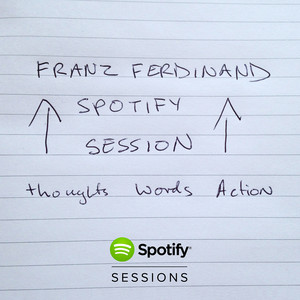 FRANZ FERDINAND
SPOTIFY
SESSION
thoughts words Action
Spotify
SESSIONS